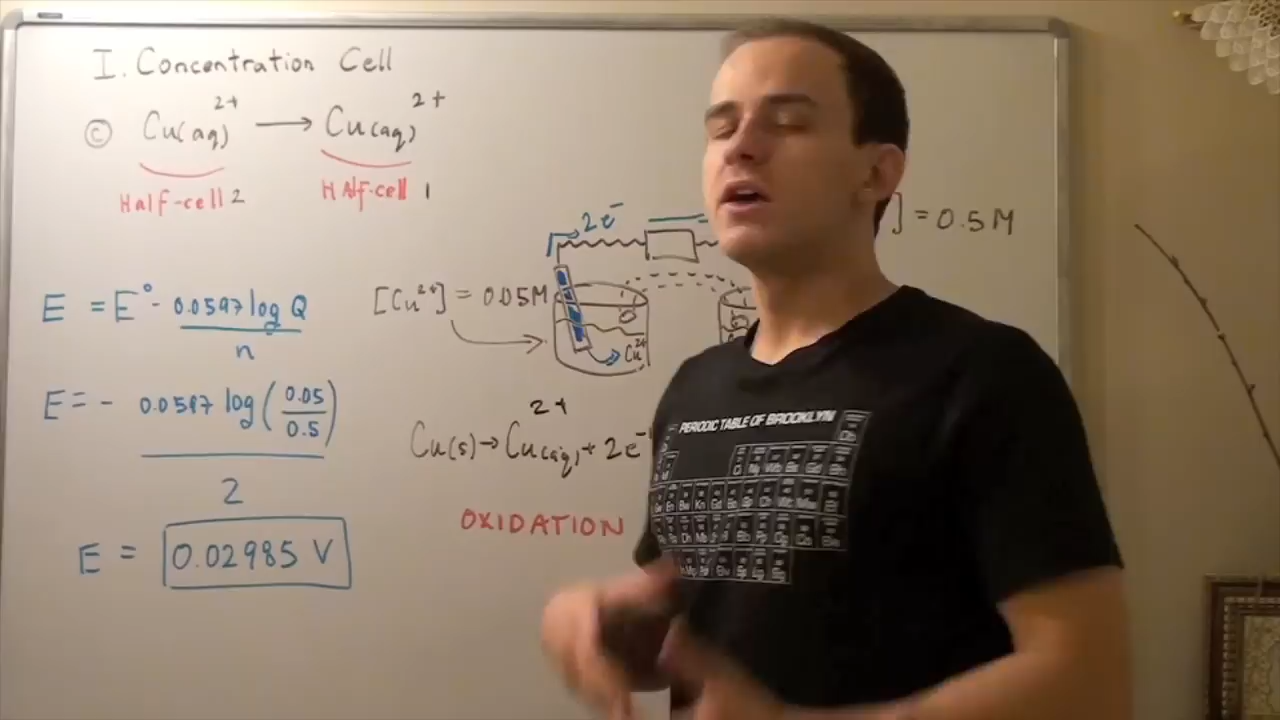 I. Concentration Cell
© Cu(aq)²⁺ → Cu(aq)²⁺
Half-cell 2 Half-cell 1
2e⁻
] = 0.5 M
[Cu²⁺] = 0.05M
Cu²⁺
E = E° - 0.0597 log Q
n
E = - 0.0597 log (0.05/0.5)
2
Cu(s) → Cu(aq)²⁺ + 2e⁻
OXIDATION
E = 0.02985 V
PERIODIC TABLE OF BROOKLYN